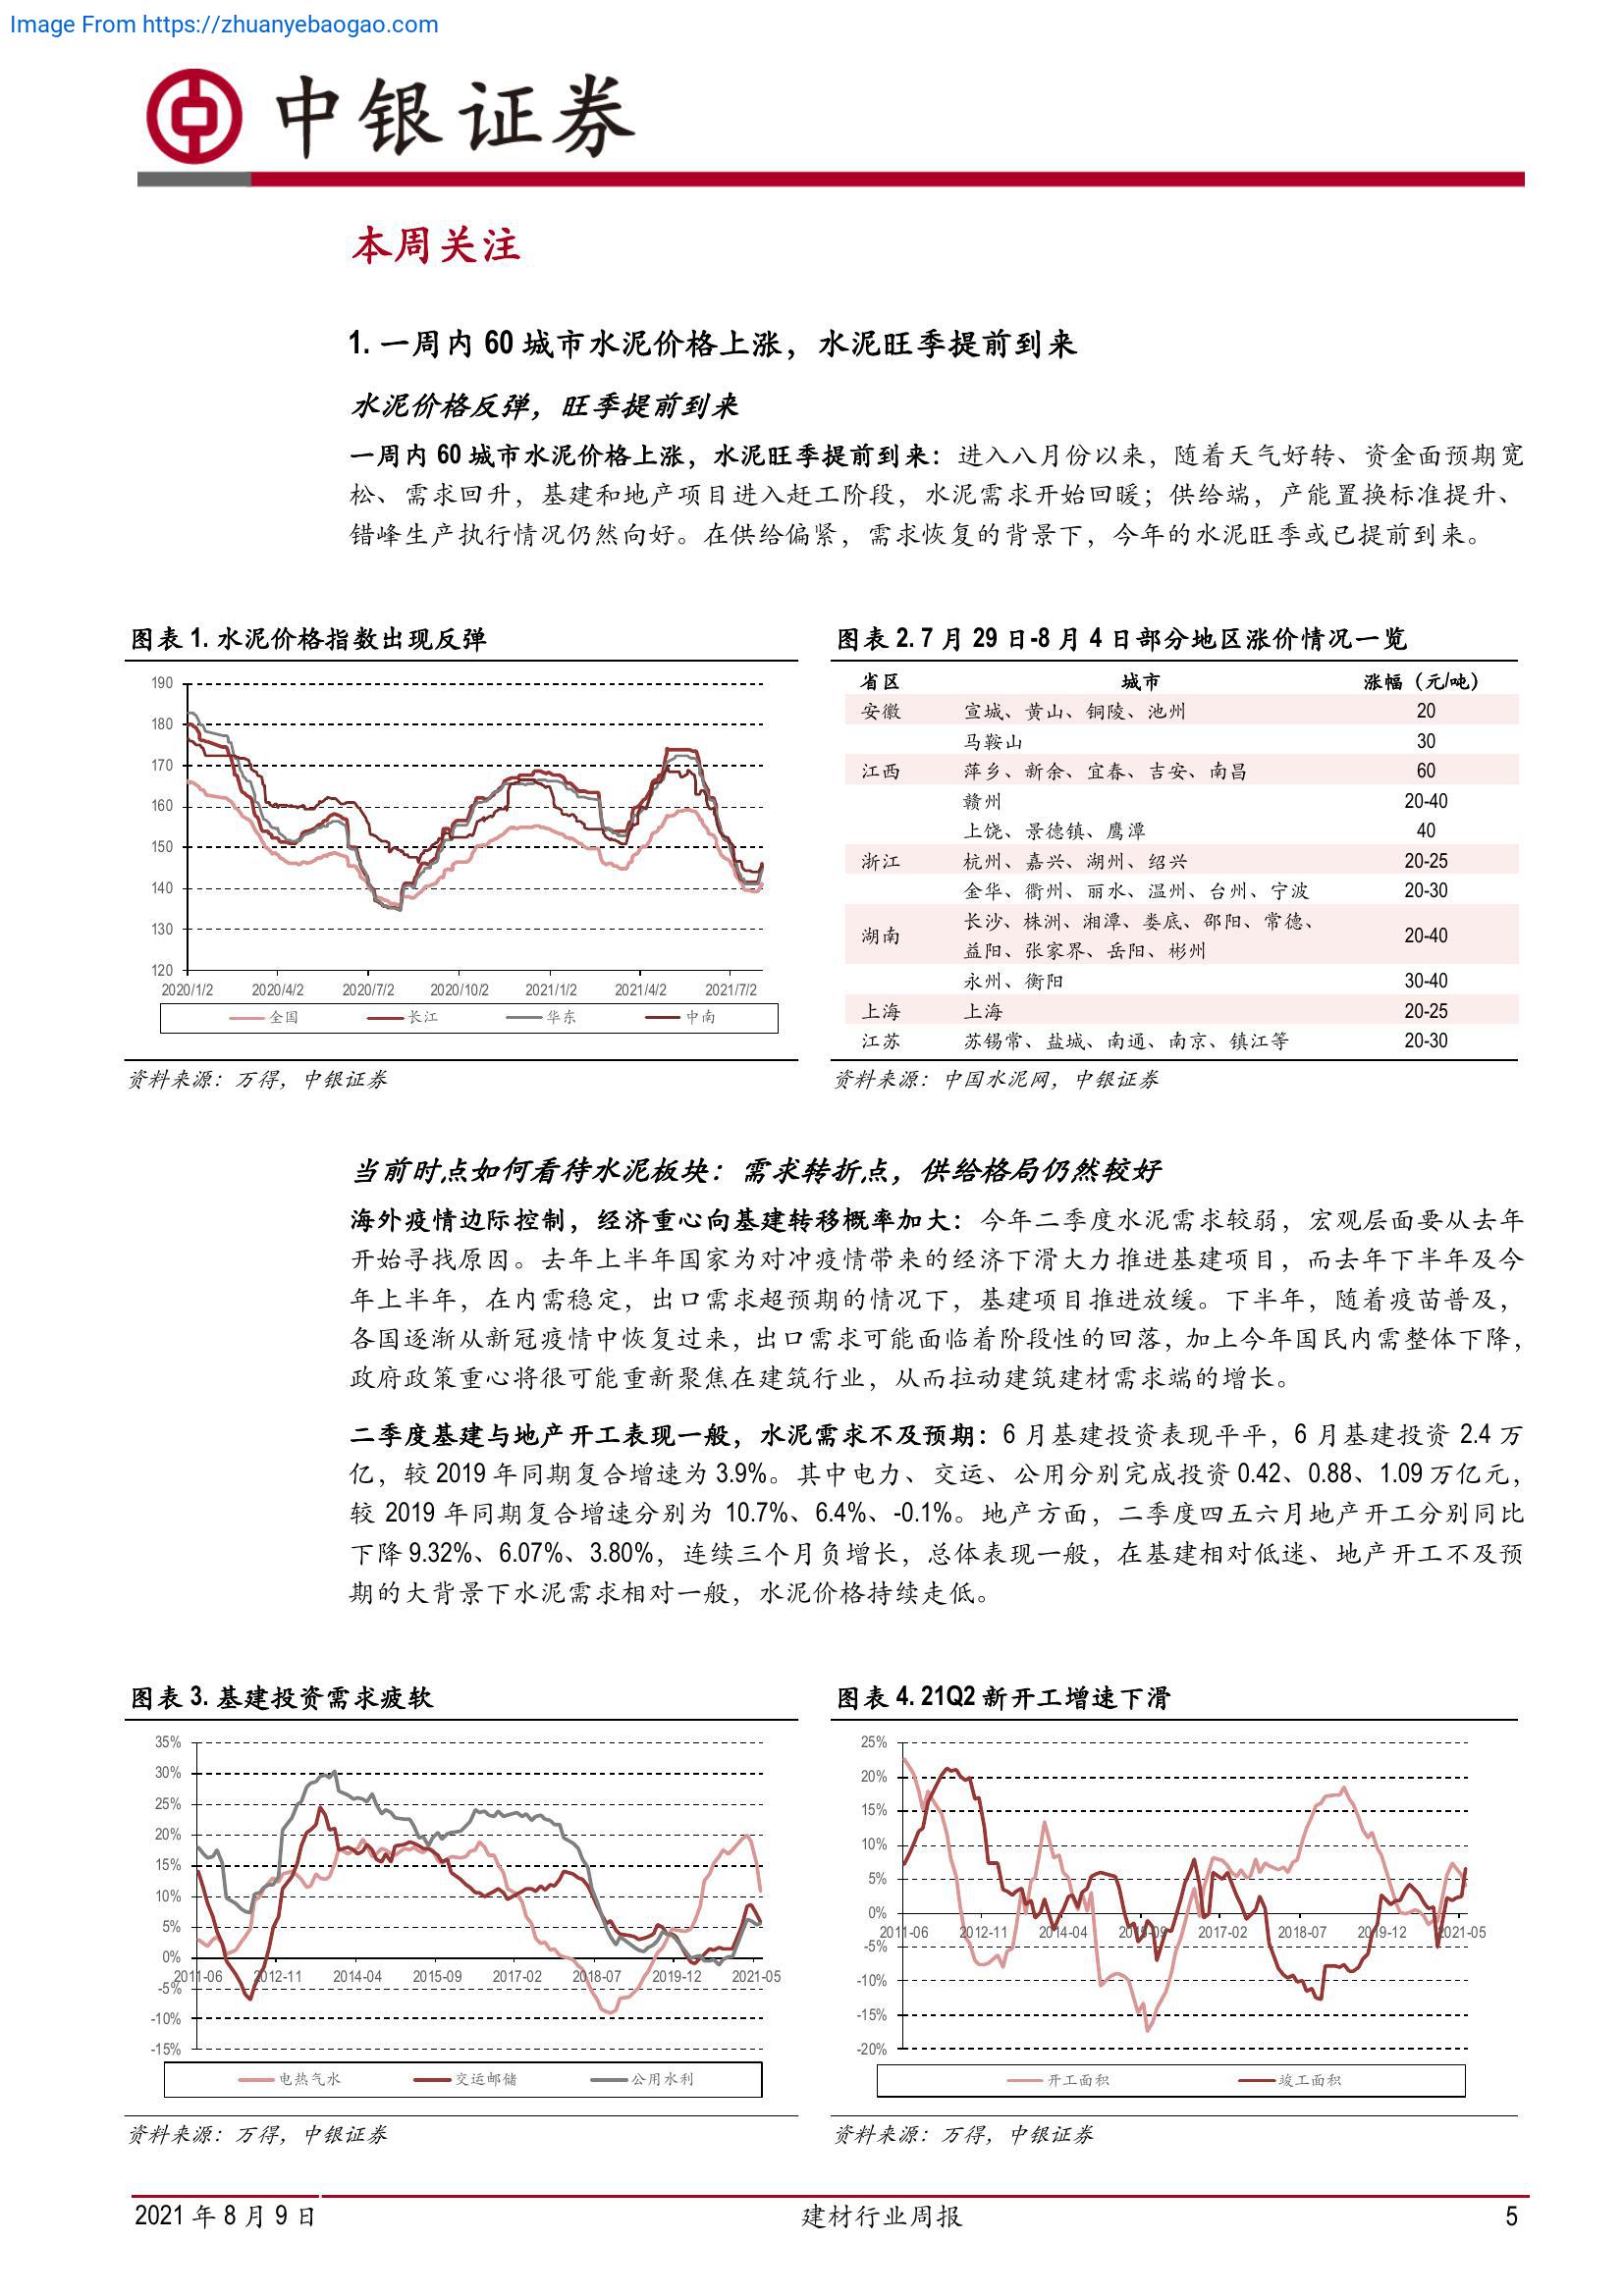 Image From https://zhuanyebaogao.com
中银证券
本周关注
1. 一周内 60 城市水泥价格上涨，水泥旺季提前到来
水泥价格反弹，旺季提前到来
一周内 60 城市水泥价格上涨，水泥旺季提前到来：进入八月份以来，随着天气好转、资金面预期宽
松、需求回升，基建和地产项目进入赶工阶段，水泥需求开始回暖；供给端，产能置换标准提升、
错峰生产执行情况仍然向好。在供给偏紧，需求恢复的背景下，今年的水泥旺季或已提前到来。
图表 1. 水泥价格指数出现反弹
190
180
170
160
150
140
130
120
2020/1/2 2020/4/2 2020/7/2 2020/10/2 2021/1/2 2021/4/2 2021/7/2
全国 长江 华东 中南
资料来源：万得，中银证券
图表 2. 7 月 29 日-8 月 4 日部分地区涨价情况一览
省区 城市 涨幅（元/吨）
安徽 宣城、黄山、铜陵、池州 20
马鞍山 30
江西 萍乡、新余、宜春、吉安、南昌 60
赣州 20-40
上饶、景德镇、鹰潭 40
浙江 杭州、嘉兴、湖州、绍兴 20-25
金华、衢州、丽水、温州、台州、宁波 20-30
湖南 长沙、株洲、湘潭、娄底、邵阳、常德、 20-40
益阳、张家界、岳阳、彬州
永州、衡阳 30-40
上海 上海 20-25
江苏 苏锡常、盐城、南通、南京、镇江等 20-30
资料来源：中国水泥网，中银证券
当前时点如何看待水泥板块：需求转折点，供给格局仍然较好
海外疫情边际控制，经济重心向基建转移概率加大：今年二季度水泥需求较弱，宏观层面要从去年
开始寻找原因。去年上半年国家为对冲疫情带来的经济下滑大力推进基建项目，而去年下半年及今
年上半年，在内需稳定，出口需求超预期的情况下，基建项目推进放缓。下半年，随着疫苗普及，
各国逐渐从新冠疫情中恢复过来，出口需求可能面临着阶段性的回落，加上今年国民内需整体下降，
政府政策重心将很可能重新聚焦在建筑行业，从而拉动建筑建材需求端的增长。
二季度基建与地产开工表现一般，水泥需求不及预期：6 月基建投资表现平平，6 月基建投资 2.4 万
亿，较 2019 年同期复合增速为 3.9%。其中电力、交运、公用分别完成投资 0.42、0.88、1.09 万亿元，
较 2019 年同期复合增速分别为 10.7%、6.4%、-0.1%。地产方面，二季度四五六月地产开工分别同比
下降 9.32%、6.07%、3.80%，连续三个月负增长，总体表现一般，在基建相对低迷、地产开工不及预
期的大背景下水泥需求相对一般，水泥价格持续走低。
图表 3. 基建投资需求疲软
35%
30%
25%
20%
15%
10%
5%
0%
2011-06 2012-11 2014-04 2015-09 2017-02 2018-07 2019-12 2021-05
-5%
-10%
-15%
电热气水 交运邮储 公用水利
资料来源：万得，中银证券
图表 4. 21Q2 新开工增速下滑
25%
20%
15%
10%
5%
0%
2011-06 2012-11 2014-04 2015-09 2017-02 2018-07 2019-12 2021-05
-5%
-10%
-15%
-20%
开工面积 竣工面积
资料来源：万得，中银证券
2021 年 8 月 9 日 建材行业周报 5